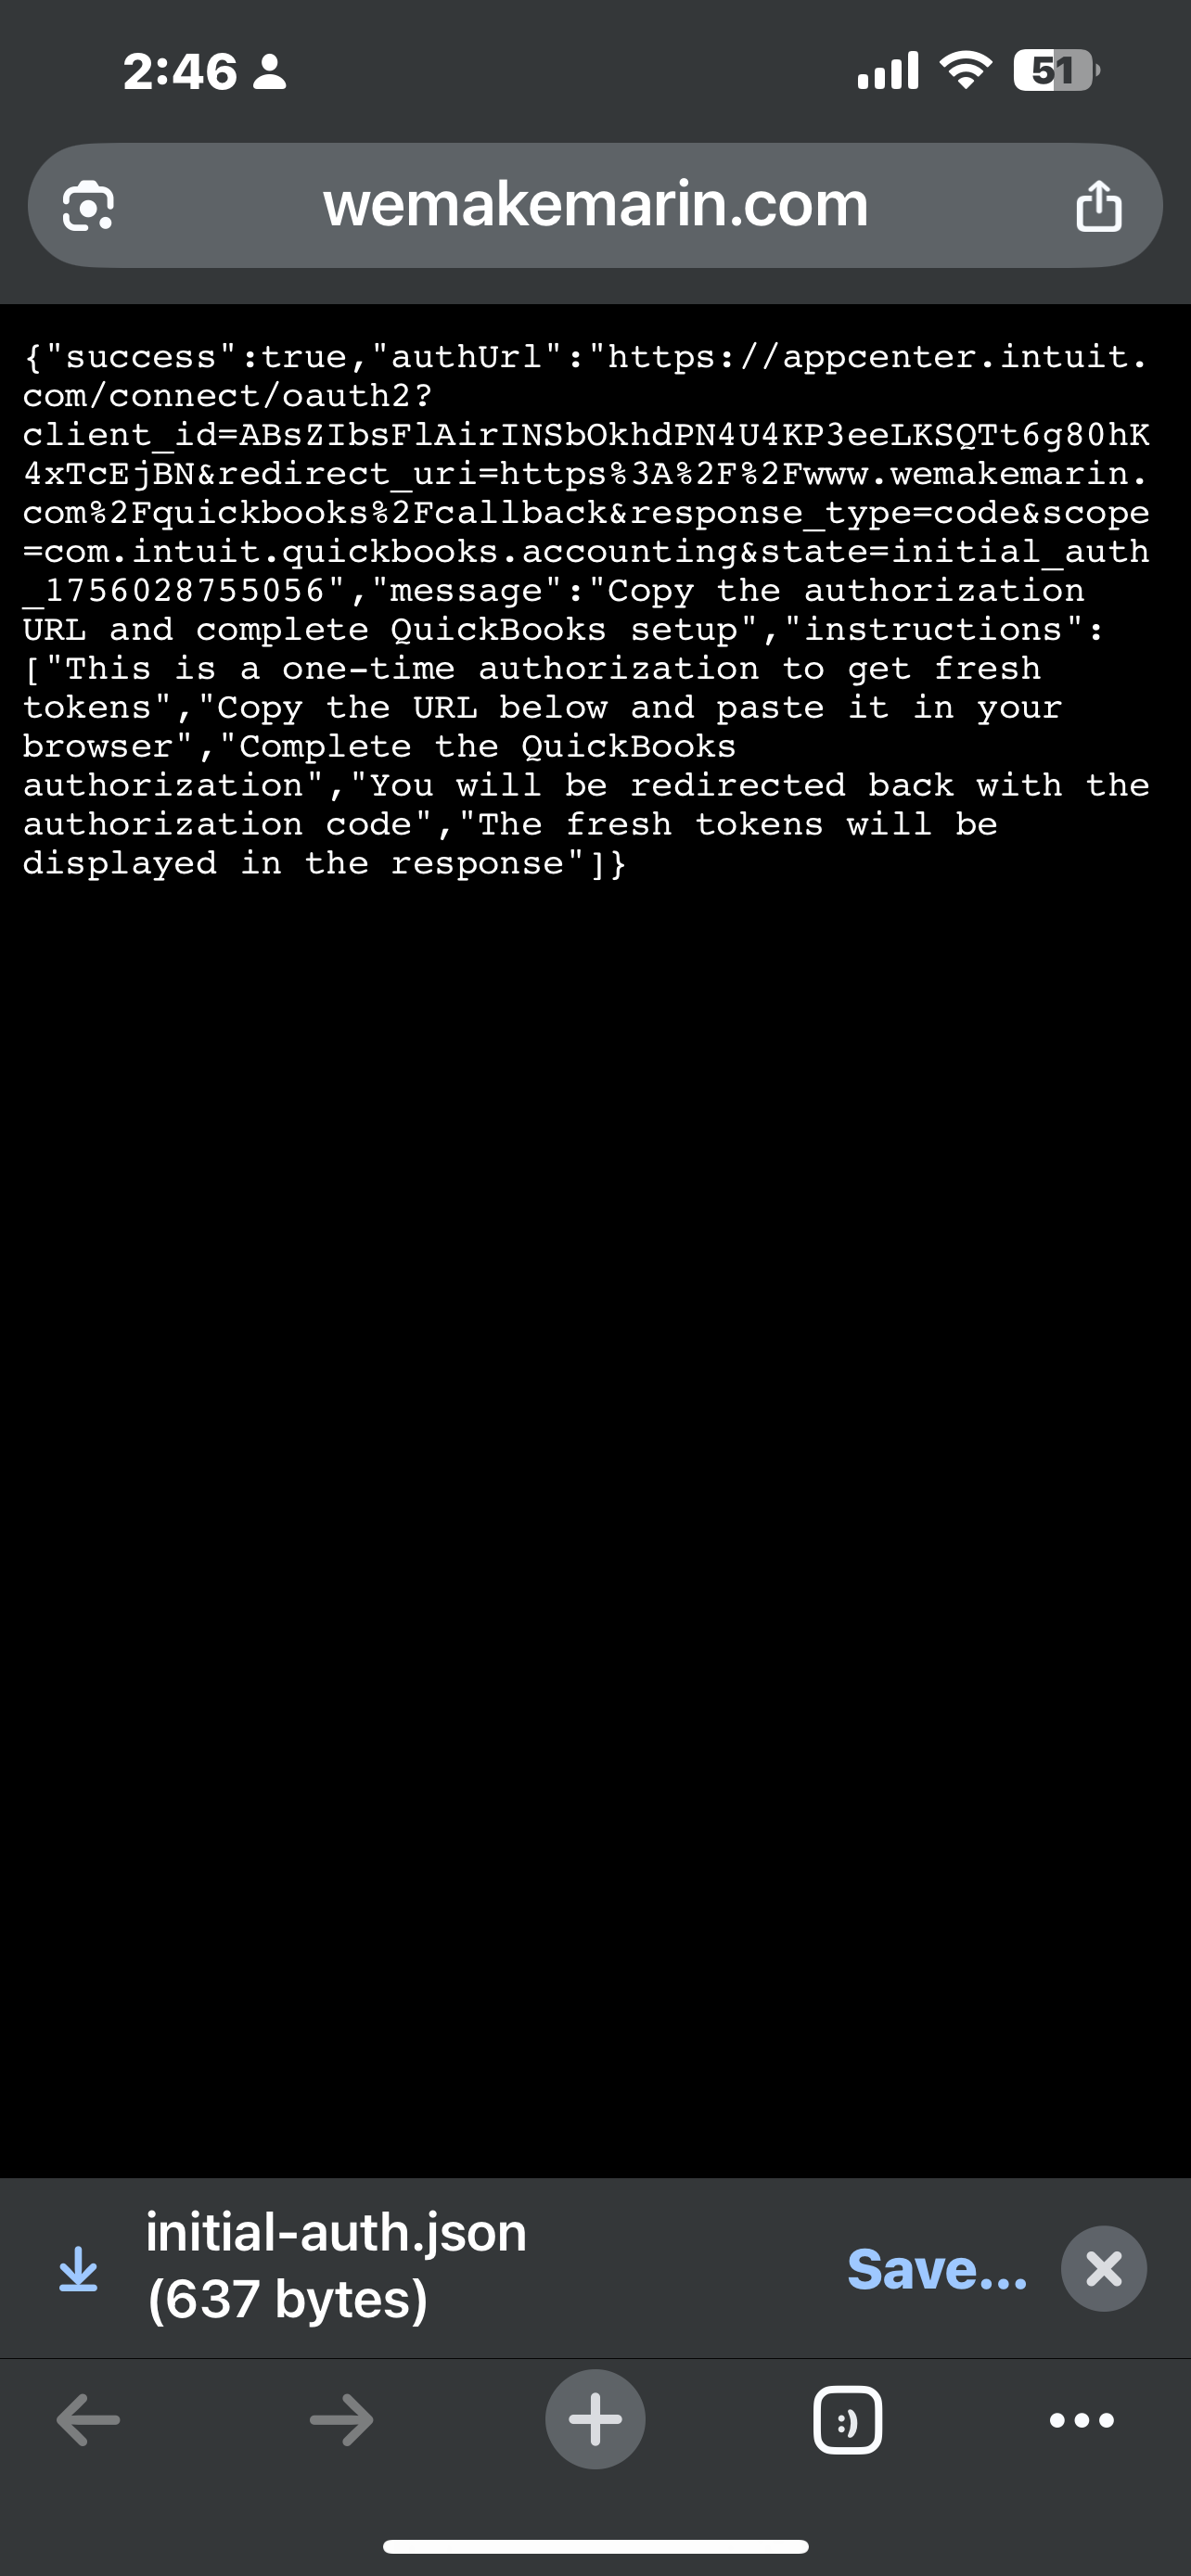 2:46
51
wemakemarin.com
{"success":true,"authUrl":"https://appcenter.intuit.
com/connect/oauth2?
client_id=ABsZIbsFlAirINSbOkhdPN4U4KP3eeLKSQTt6g80hK
4xTcEjBN&redirect_uri=https%3A%2F%2Fwww.wemakemarin.
com%2Fquickbooks%2Fcallback&response_type=code&scope
=com.intuit.quickbooks.accounting&state=initial_auth
_1756028755056","message":"Copy the authorization
URL and complete QuickBooks setup","instructions":
["This is a one-time authorization to get fresh
tokens","Copy the URL below and paste it in your
browser","Complete the QuickBooks
authorization","You will be redirected back with the
authorization code","The fresh tokens will be
displayed in the response"]}
initial-auth.json
(637 bytes)
Save...
:)